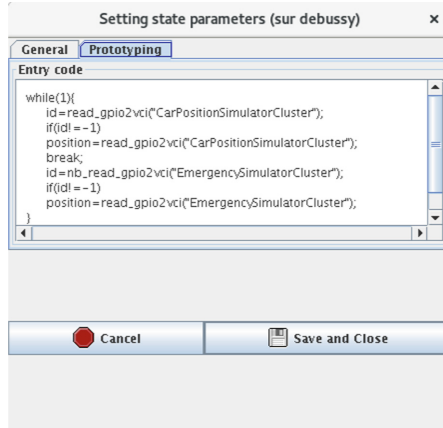 Setting state parameters (sur debussy) ×
General Prototyping
Entry code
while(1){
id=read_gpio2vci("CarPositionSimulatorCluster");
if(id!=-1)
position=read_gpio2vci("CarPositionSimulatorCluster");
break;
id=nb_read_gpio2vci("EmergencySimulatorCluster");
if(id!=-1)
position=read_gpio2vci("EmergencySimulatorCluster");
}
Cancel Save and Close